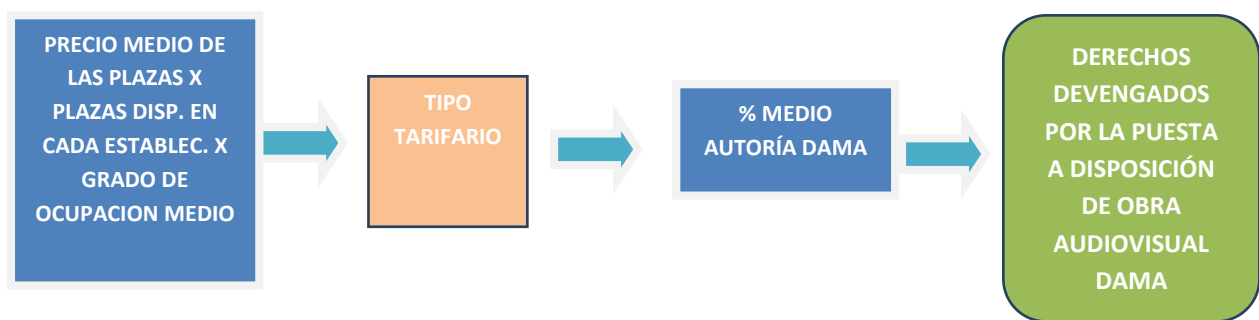 PRECIO MEDIO DE
LAS PLAZAS X
PLAZAS DISP. EN
CADA ESTABLEC. X
GRADO DE
OCUPACION MEDIO
TIPO
TARIFARIO
% MEDIO
AUTORÍA DAMA
DERECHOS
DEVENGADOS
POR LA PUESTA
A DISPOSICIÓN
DE OBRA
AUDIOVISUAL
DAMA